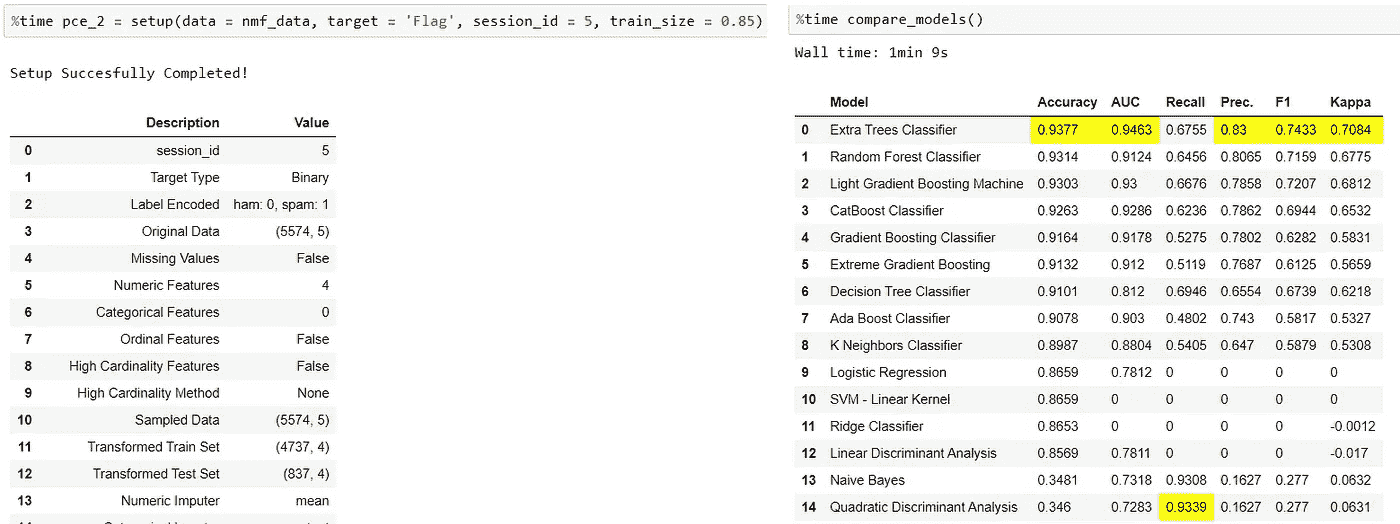 %time pce_2 = setup(data = nmf_data, target = 'Flag', session_id = 5, train_size = 0.85)
Setup Succesfully Completed!
Description Value
0 session_id 5
1 Target Type Binary
2 Label Encoded ham: 0, spam: 1
3 Original Data (5574, 5)
4 Missing Values False
5 Numeric Features 4
6 Categorical Features 0
7 Ordinal Features False
8 High Cardinality Features False
9 High Cardinality Method None
10 Sampled Data (5574, 5)
11 Transformed Train Set (4737, 4)
12 Transformed Test Set (837, 4)
13 Numeric Imputer mean
%time compare_models()
Wall time: 1min 9s
Model Accuracy AUC Recall Prec. F1 Kappa
0 Extra Trees Classifier 0.9377 0.9463 0.6755 0.83 0.7433 0.7084
1 Random Forest Classifier 0.9314 0.9124 0.6456 0.8065 0.7159 0.6775
2 Light Gradient Boosting Machine 0.9303 0.93 0.6676 0.7858 0.7207 0.6812
3 CatBoost Classifier 0.9263 0.9286 0.6236 0.7862 0.6944 0.6532
4 Gradient Boosting Classifier 0.9164 0.9178 0.5275 0.7802 0.6282 0.5831
5 Extreme Gradient Boosting 0.9132 0.912 0.5119 0.7687 0.6125 0.5659
6 Decision Tree Classifier 0.9101 0.812 0.6946 0.6554 0.6739 0.6218
7 Ada Boost Classifier 0.9078 0.903 0.4802 0.743 0.5817 0.5327
8 K Neighbors Classifier 0.8987 0.8804 0.5405 0.647 0.5879 0.5308
9 Logistic Regression 0.8659 0.7812 0 0 0 0
10 SVM - Linear Kernel 0.8659 0 0 0 0 0
11 Ridge Classifier 0.8653 0 0 0 0 -0.0012
12 Linear Discriminant Analysis 0.8569 0.7811 0 0 0 -0.017
13 Naive Bayes 0.3481 0.7318 0.9308 0.1627 0.277 0.0632
14 Quadratic Discriminant Analysis 0.346 0.7283 0.9339 0.1627 0.277 0.0631